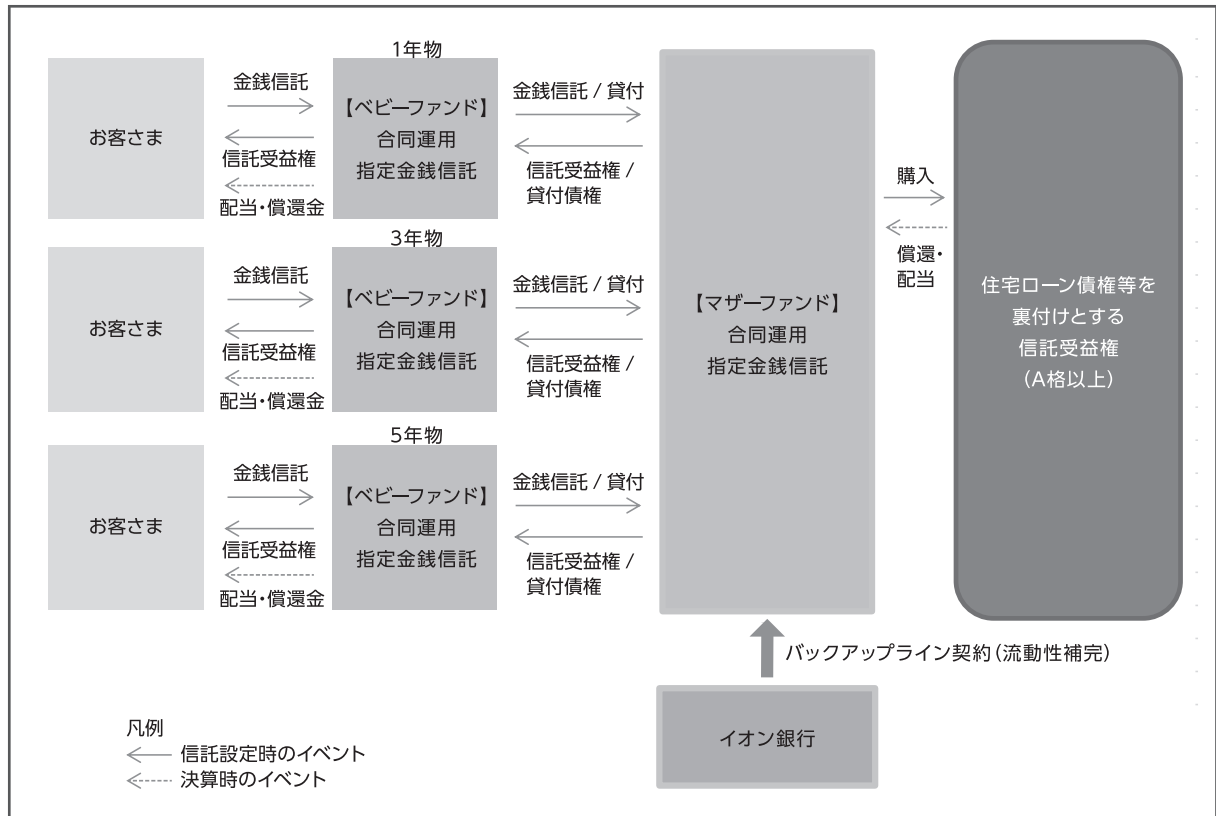 1年物
お客さま
金銭信託
信託受益権
配当・償還金
【ベビーファンド】
合同運用
指定金銭信託
金銭信託 / 貸付
信託受益権 /
貸付債権
3年物
お客さま
金銭信託
信託受益権
配当・償還金
【ベビーファンド】
合同運用
指定金銭信託
金銭信託 / 貸付
信託受益権 /
貸付債権
5年物
お客さま
金銭信託
信託受益権
配当・償還金
【ベビーファンド】
合同運用
指定金銭信託
金銭信託 / 貸付
信託受益権 /
貸付債権
【マザーファンド】
合同運用
指定金銭信託
購入
償還・
配当
住宅ローン債権等を
裏付けとする
信託受益権
(A格以上)
バックアップライン契約(流動性補完)
イオン銀行
凡例
信託設定時のイベント
決算時のイベント